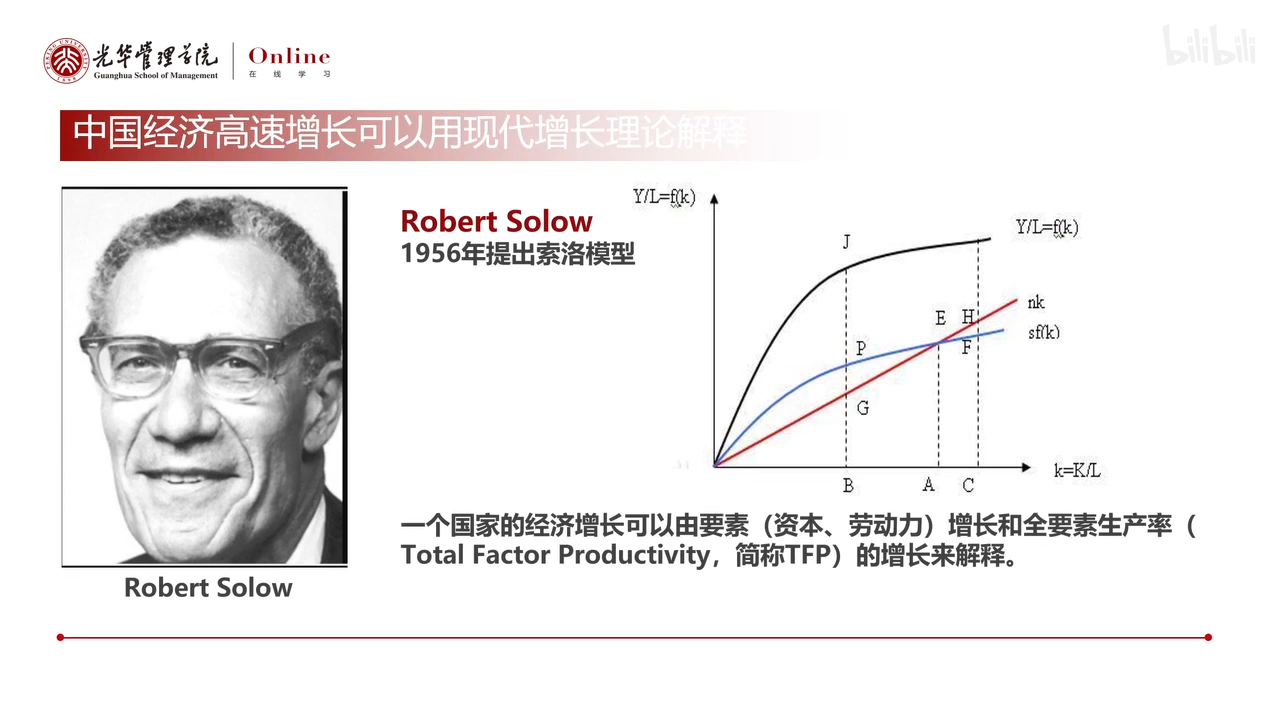 光华管理学院
Guanghua School of Management
Online
在线学习
bilibili
中国经济高速增长可以用现代增长理论解释
Robert Solow
1956年提出索洛模型
Y/L=f(k)
Y/L=f(k)
J
nk
E
H
sf(k)
P
F
G
k=K/L
B
A
C
一个国家的经济增长可以由要素（资本、劳动力）增长和全要素生产率（
Total Factor Productivity，简称TFP）的增长来解释。
Robert Solow